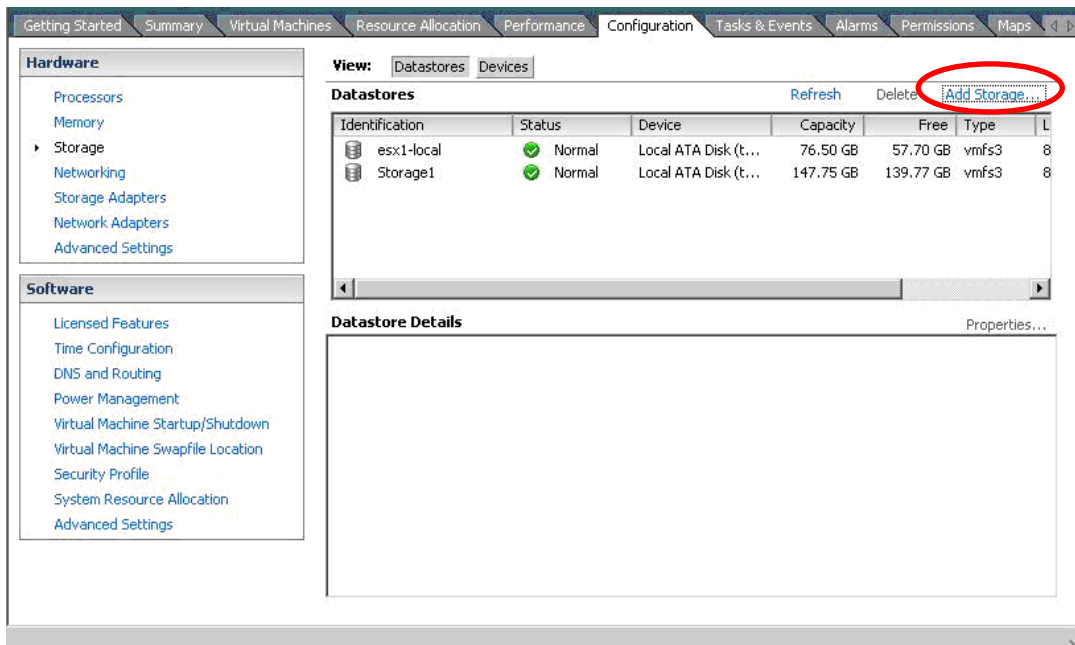 Getting Started Summary Virtual Machines Resource Allocation Performance Configuration Tasks & Events Alarms Permissions Maps
Hardware
Processors
Memory
Storage
Networking
Storage Adapters
Network Adapters
Advanced Settings
Software
Licensed Features
Time Configuration
DNS and Routing
Power Management
Virtual Machine Startup/Shutdown
Virtual Machine Swapfile Location
Security Profile
System Resource Allocation
Advanced Settings
View: Datastores Devices
Datastores Refresh Delete Add Storage...
Identification Status Device Capacity Free Type L
esx1-local Normal Local ATA Disk (t... 76.50 GB 57.70 GB vmfs3 8
Storage1 Normal Local ATA Disk (t... 147.75 GB 139.77 GB vmfs3 8
Datastore Details Properties...